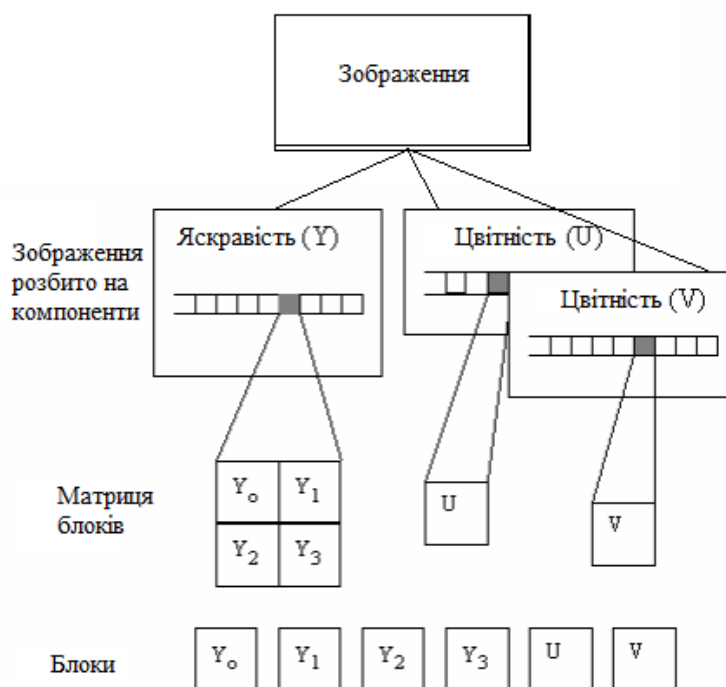 Зображення
Яскравість (Y)
Цвітність (U)
Зображення
розбито на
компоненти
Цвітність (V)
Матриця
блоків
Y₀ Y₁
U
V
Y₂ Y₃
Блоки
Y₀ Y₁ Y₂ Y₃ U V